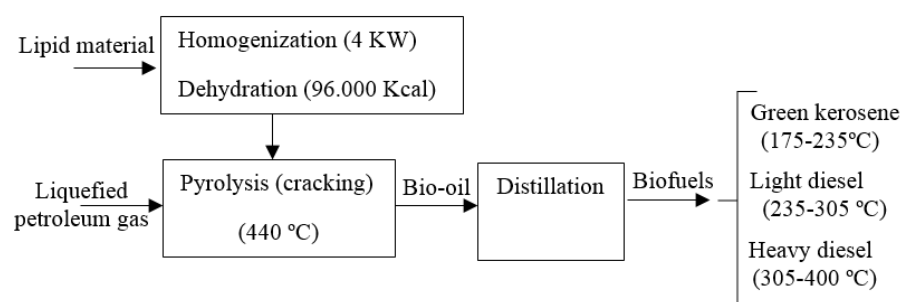 Lipid material
Homogenization (4 KW)
Dehydration (96.000 Kcal)
Liquefied
petroleum gas
Pyrolysis (cracking)
(440 ºC)
Bio-oil
Distillation
Biofuels
Green kerosene
(175-235ºC)
Light diesel
(235-305 ºC)
Heavy diesel
(305-400 ºC)